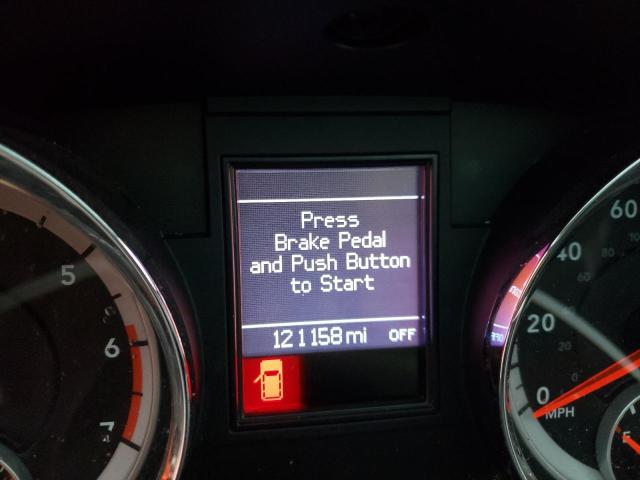 Press
Brake Pedal
and Push Button
to Start
121158 mi OFF
5
6
7
60
40
20
0
MPH